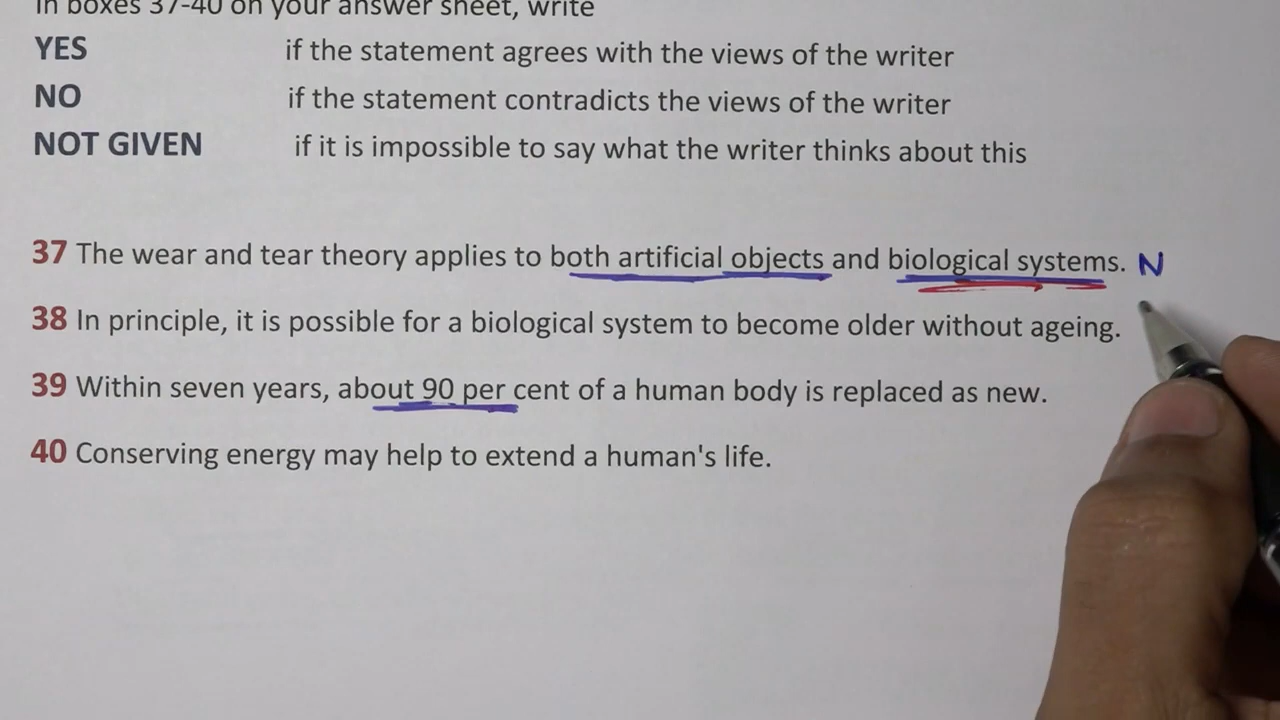 in boxes 37-40 on your answer sheet, write
YES if the statement agrees with the views of the writer
NO if the statement contradicts the views of the writer
NOT GIVEN if it is impossible to say what the writer thinks about this
37 The wear and tear theory applies to both artificial objects and biological systems. N
38 In principle, it is possible for a biological system to become older without ageing.
39 Within seven years, about 90 per cent of a human body is replaced as new.
40 Conserving energy may help to extend a human's life.